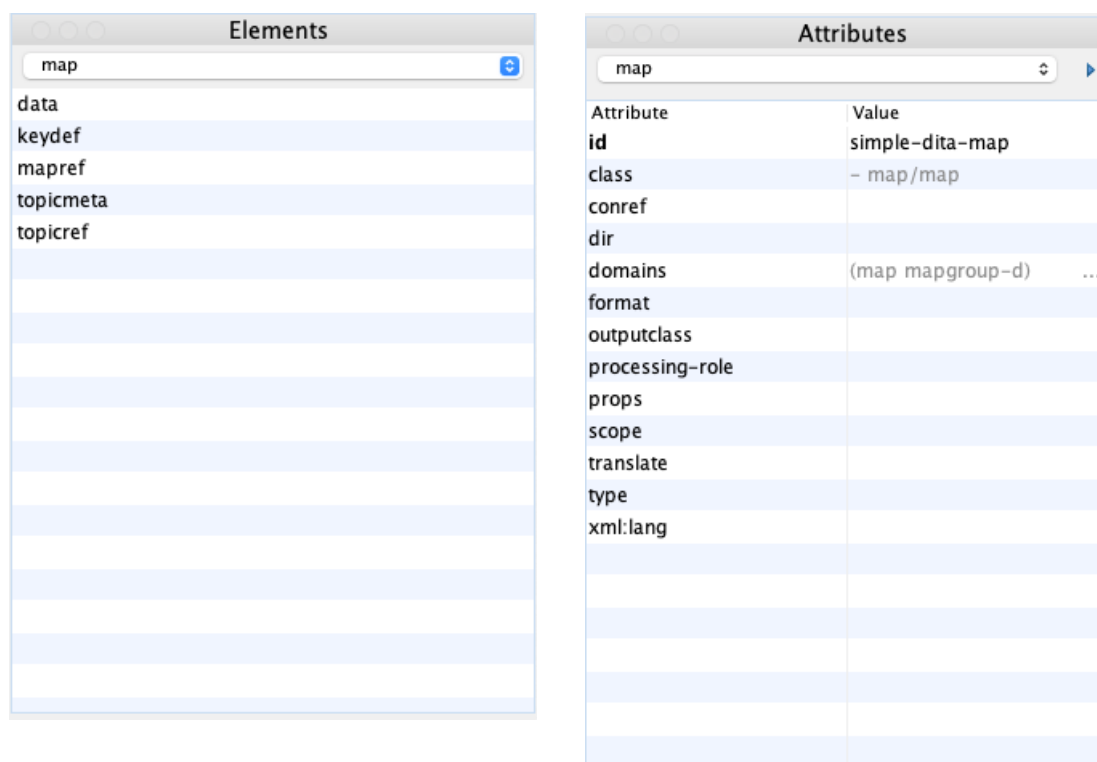 Elements
map
data
keydef
mapref
topicmeta
topicref
Attributes
map
Attribute Value
id simple-dita-map
class - map/map
conref
dir
domains (map mapgroup-d) ...
format
outputclass
processing-role
props
scope
translate
type
xml:lang